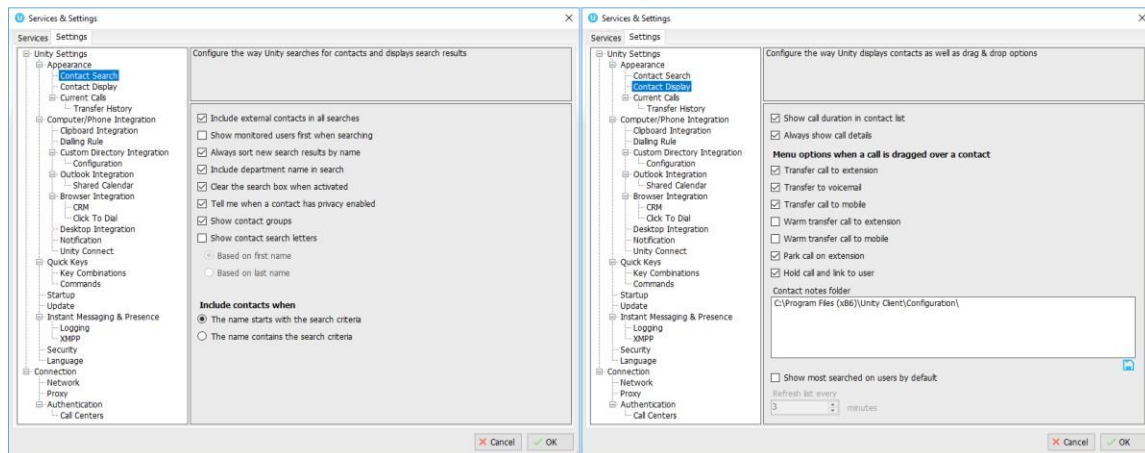 Services & Settings
Services Settings
Unity Settings
Appearance
Contact Search
Contact Display
Current Calls
Transfer History
Computer/Phone Integration
Clipboard Integration
Dialing Rule
Custom Directory Integration
Configuration
Outlook Integration
Shared Calendar
Browser Integration
CRM
Click To Dial
Desktop Integration
Notification
Unity Connect
Quick Keys
Key Combinations
Commands
Startup
Update
Instant Messaging & Presence
Logging
XMPP
Security
Language
Connection
Network
Proxy
Authentication
Call Centers
Configure the way Unity searches for contacts and displays search results
Include external contacts in all searches
Show monitored users first when searching
Always sort new search results by name
Include department name in search
Clear the search box when activated
Tell me when a contact has privacy enabled
Show contact groups
Show contact search letters
Based on first name
Based on last name
Include contacts when
The name starts with the search criteria
The name contains the search criteria
Cancel OK
Services & Settings
Services Settings
Unity Settings
Appearance
Contact Search
Contact Display
Current Calls
Transfer History
Computer/Phone Integration
Clipboard Integration
Dialing Rule
Custom Directory Integration
Configuration
Outlook Integration
Shared Calendar
Browser Integration
CRM
Click To Dial
Desktop Integration
Notification
Unity Connect
Quick Keys
Key Combinations
Commands
Startup
Update
Instant Messaging & Presence
Logging
XMPP
Security
Language
Connection
Network
Proxy
Authentication
Call Centers
Configure the way Unity displays contacts as well as drag & drop options
Show call duration in contact list
Always show call details
Menu options when a call is dragged over a contact
Transfer call to extension
Transfer to voicemail
Transfer call to mobile
Warm transfer call to extension
Warm transfer call to mobile
Park call on extension
Hold call and link to user
Contact notes folder
C:\Program Files (x86)\Unity Client\Configuration\
Show most searched on users by default
Refresh list every
3 minutes
Cancel OK